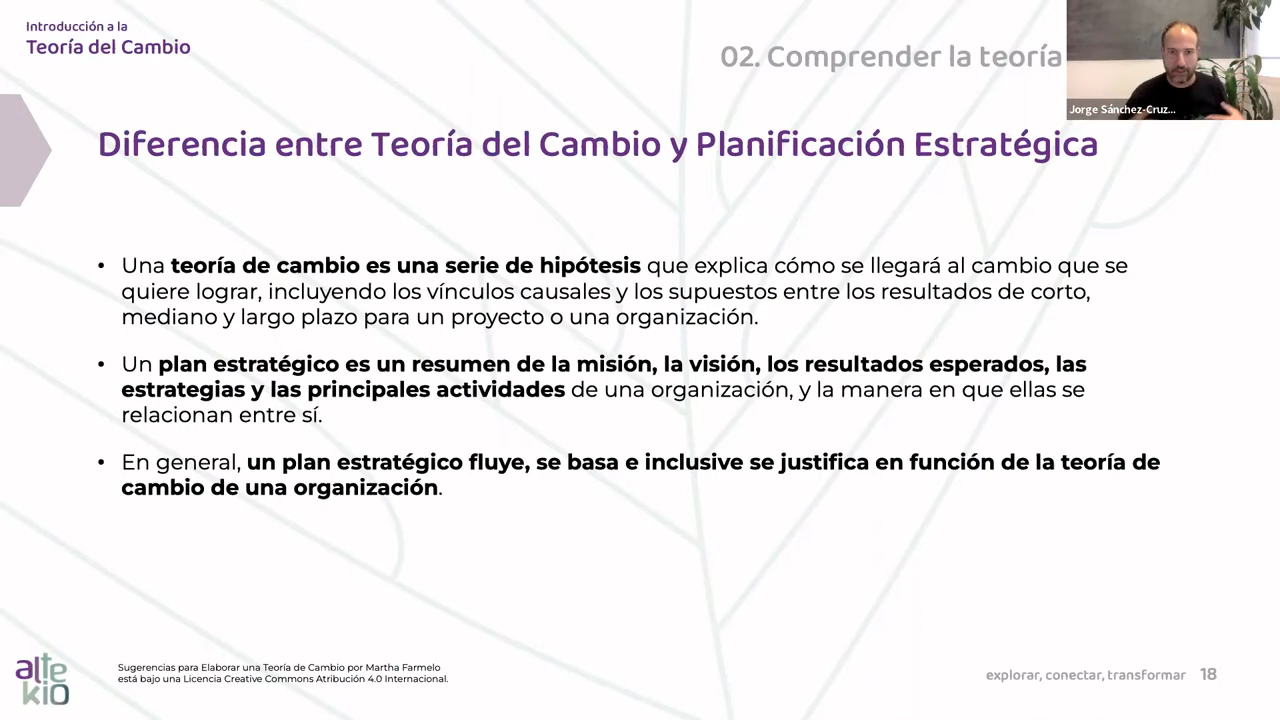 Introducción a la
Teoría del Cambio
02. Comprender la teoría
Jorge Sánchez-Cruz...
Diferencia entre Teoría del Cambio y Planificación Estratégica
• Una teoría de cambio es una serie de hipótesis que explica cómo se llegará al cambio que se
quiere lograr, incluyendo los vínculos causales y los supuestos entre los resultados de corto,
mediano y largo plazo para un proyecto o una organización.
• Un plan estratégico es un resumen de la misión, la visión, los resultados esperados, las
estrategias y las principales actividades de una organización, y la manera en que ellas se
relacionan entre sí.
• En general, un plan estratégico fluye, se basa e inclusive se justifica en función de la teoría de
cambio de una organización.
alte
kio
Sugerencias para Elaborar una Teoría de Cambio por Martha Farmelo
está bajo una Licencia Creative Commons Atribución 4.0 Internacional.
explorar, conectar, transformar 18